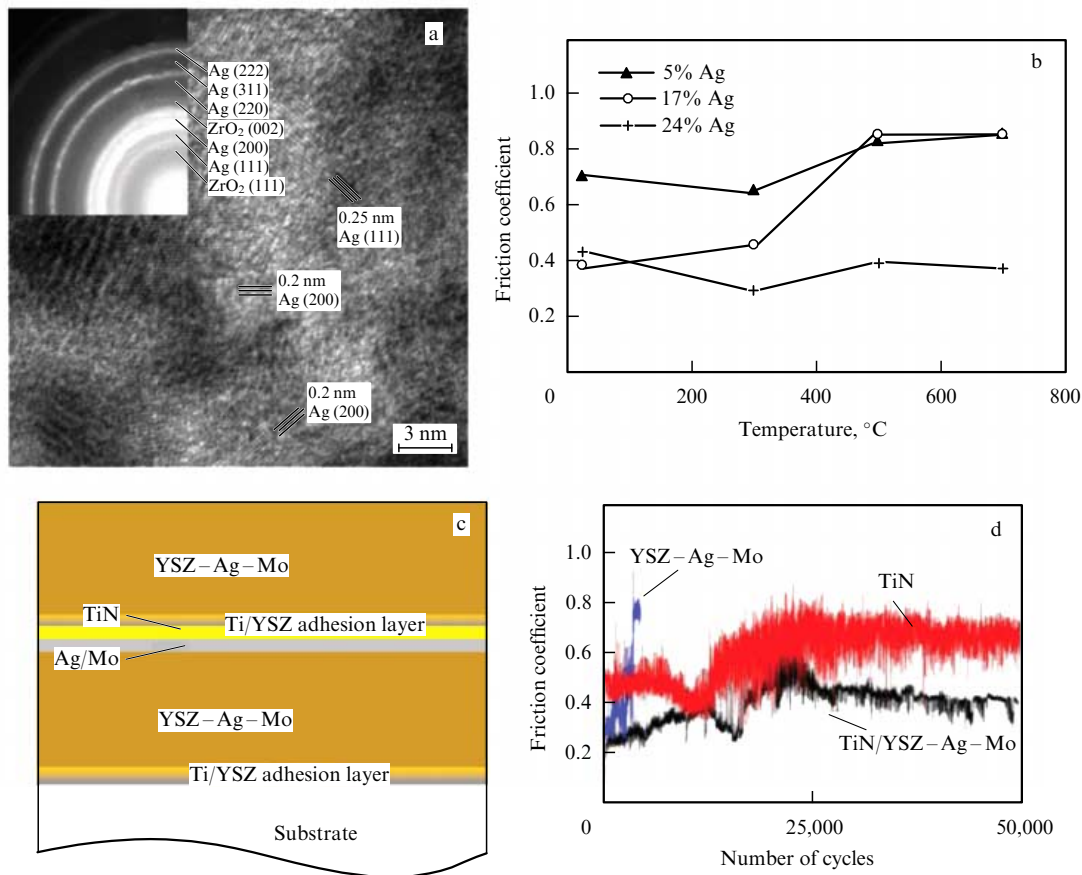 a
Ag (222)
Ag (311)
Ag (220)
ZrO₂ (002)
Ag (200)
Ag (111)
ZrO₂ (111)
0.25 nm
Ag (111)
0.2 nm
Ag (200)
0.2 nm
Ag (200)
3 nm
b
5% Ag
17% Ag
24% Ag
Friction coefficient
1.0
0.8
0.6
0.4
0.2
0
200
400
600
800
Temperature, °C
c
YSZ–Ag–Mo
TiN
Ti/YSZ adhesion layer
Ag/Mo
YSZ–Ag–Mo
Ti/YSZ adhesion layer
Substrate
d
YSZ–Ag–Mo
TiN
TiN/YSZ–Ag–Mo
Friction coefficient
1.0
0.8
0.6
0.4
0.2
0
25,000
50,000
Number of cycles